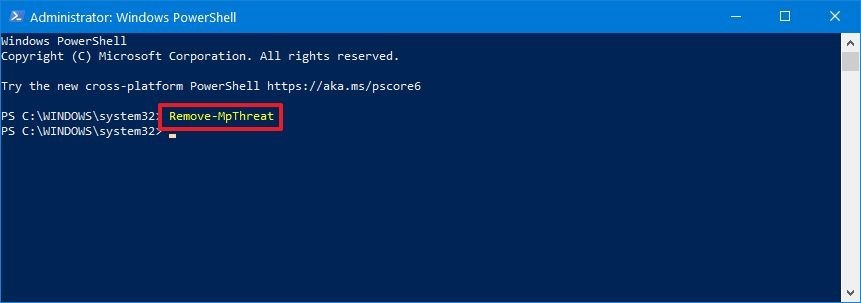 Administrator: Windows PowerShell
Windows PowerShell
Copyright (C) Microsoft Corporation. All rights reserved.
Try the new cross-platform PowerShell https://aka.ms/pscore6
PS C:\WINDOWS\system32> Remove-MpThreat
PS C:\WINDOWS\system32>